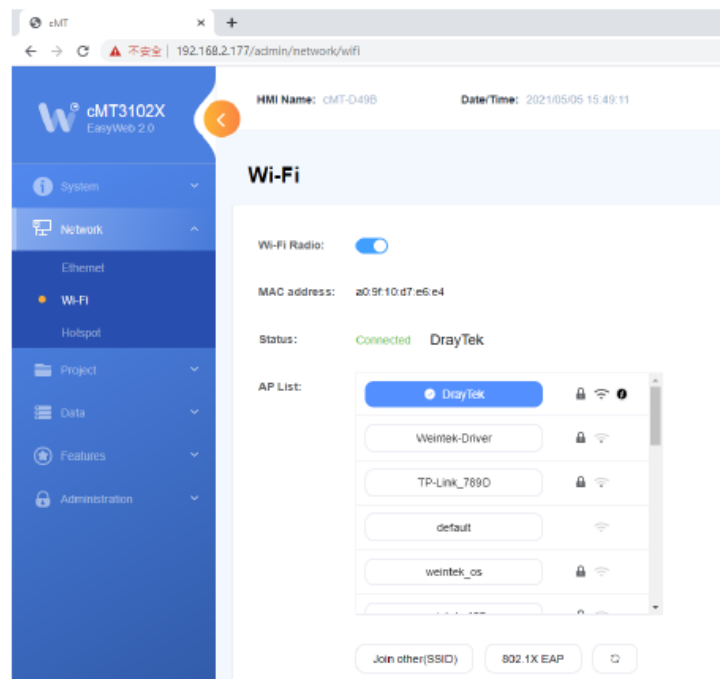 cMT
不安全 | 192.168.2.177/admin/network/wifi
cMT3102X
EasyWeb 2.0
HMI Name: cMT-D49B
Date/Time: 2021/05/05 15:49:11
System
Network
Ethernet
Wi-Fi
Hotspot
Project
Data
Features
Administration
Wi-Fi
Wi-Fi Radio:
MAC address: a0:9f:10:d7:e6:e4
Status: Connected DrayTek
AP List:
DrayTek
Weintek-Driver
TP-Link_789D
default
weintek_os
Join other(SSID)
802.1X EAP